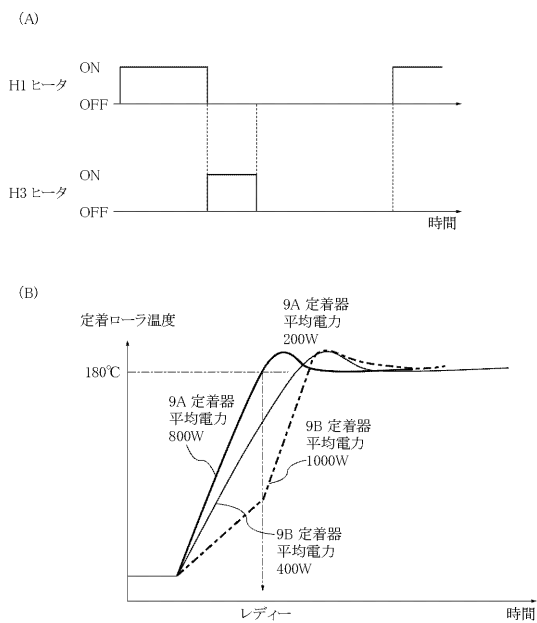 (A)
ON
H1 ヒータ
OFF
ON
H3 ヒータ
OFF
時間
(B)
定着ローラ温度
9A 定着器
平均電力
200W
180℃
9A 定着器
平均電力
800W
9B 定着器
平均電力
1000W
9B 定着器
平均電力
400W
レディー
時間